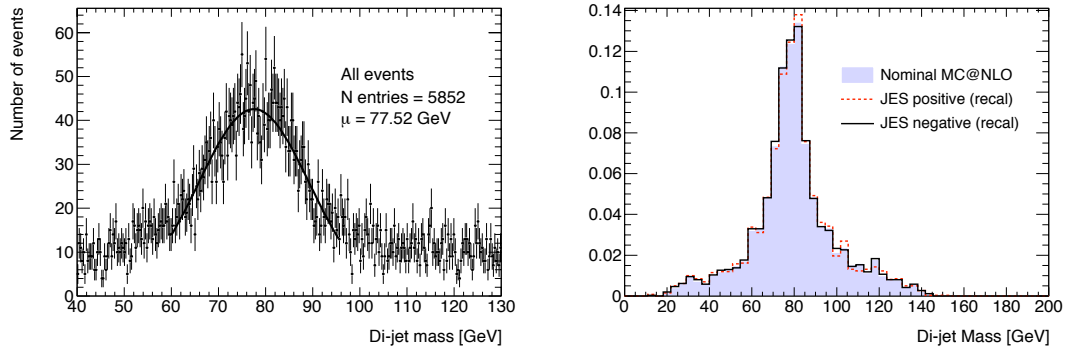 Number of events
60
50
40
30
20
10
0
All events
N entries = 5852
μ = 77.52 GeV
40 50 60 70 80 90 100 110 120 130
Di-jet mass [GeV]
0.14
0.12
0.1
0.08
0.06
0.04
0.02
0
Nominal MC@NLO
JES positive (recal)
JES negative (recal)
0 20 40 60 80 100 120 140 160 180 200
Di-jet Mass [GeV]